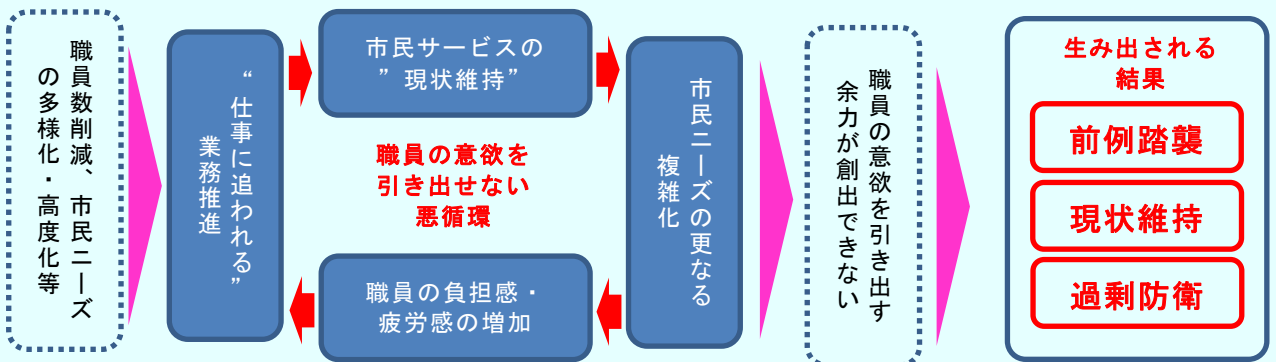 職員数削減、市民ニーズ
の多様化・高度化等
“仕事に追われる”
業務推進
市民サービスの
”現状維持”
職員の意欲を
引き出せない
悪循環
職員の負担感・
疲労感の増加
市民ニーズの更なる
複雑化
職員の意欲を引き出す
余力が創出できない
生み出される
結果
前例踏襲
現状維持
過剰防衛